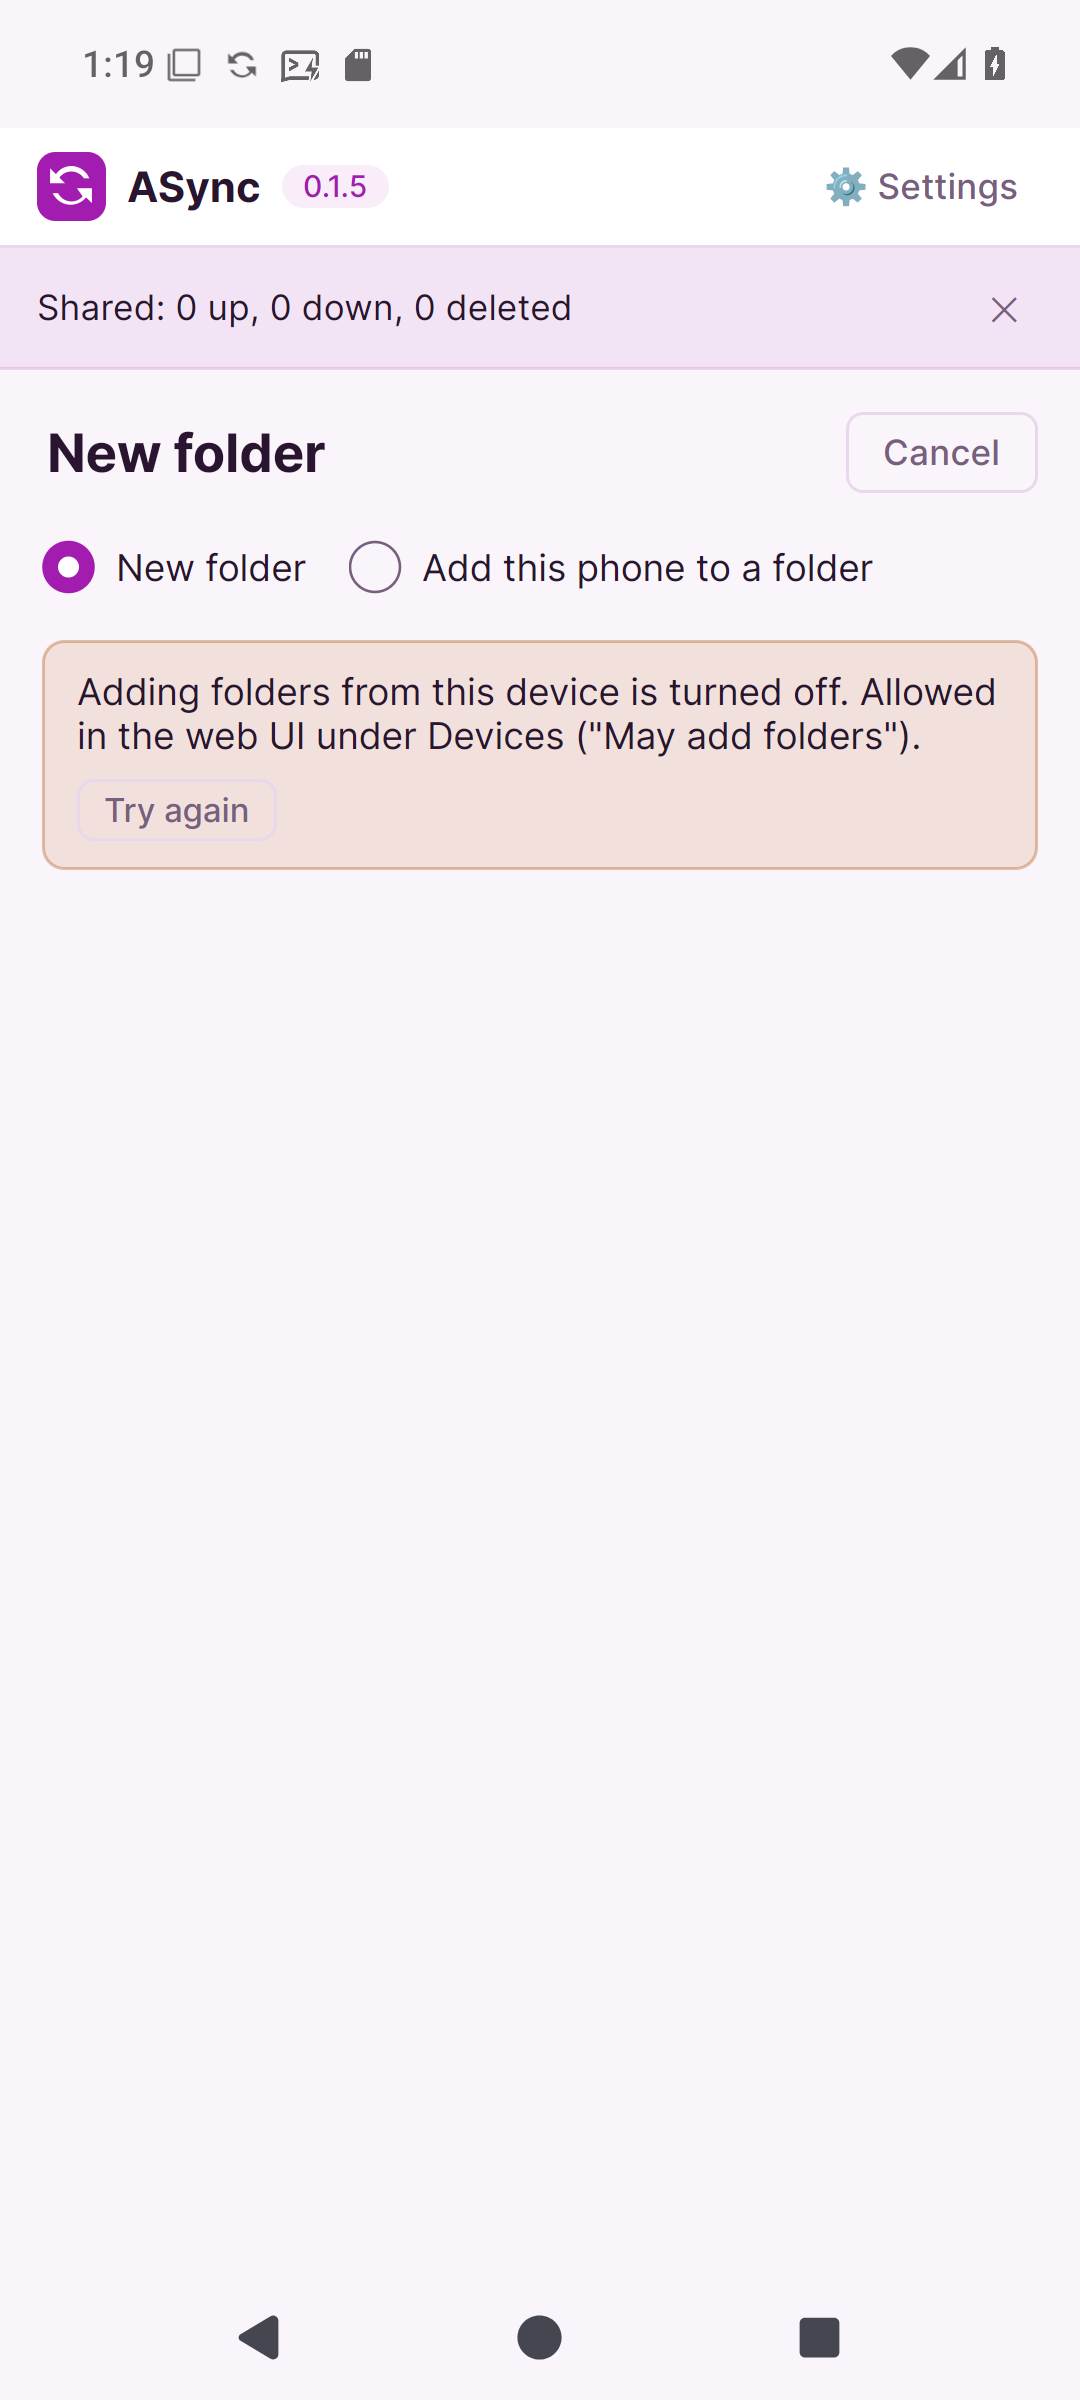 1:19
ASync
0.1.5
⚙️ Settings
Shared: 0 up, 0 down, 0 deleted
New folder
Cancel
New folder
Add this phone to a folder
Adding folders from this device is turned off. Allowed
in the web UI under Devices ("May add folders").
Try again